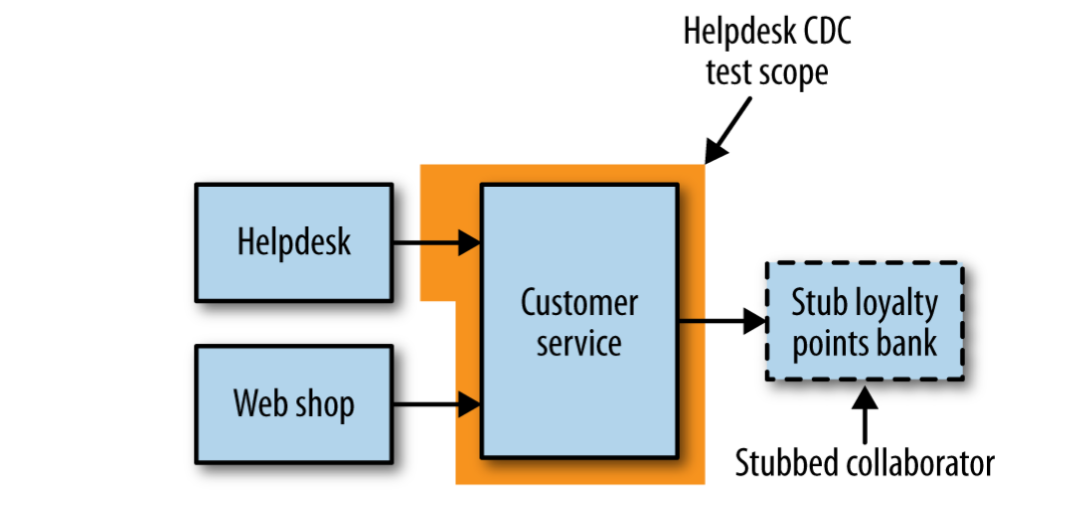 Helpdesk CDC
test scope
Helpdesk
Customer
service
Stub loyalty
points bank
Web shop
Stubbed collaborator